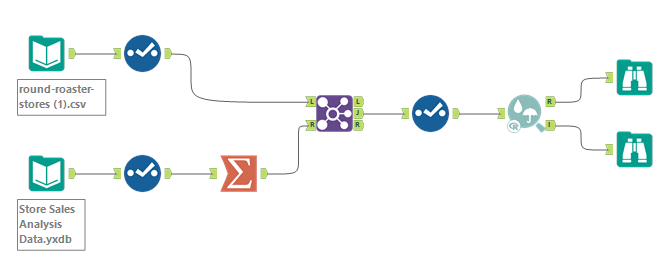 round-roaster-
stores (1).csv
L
R
L
J
R
R
R
I
Store Sales
Analysis
Data.yxdb